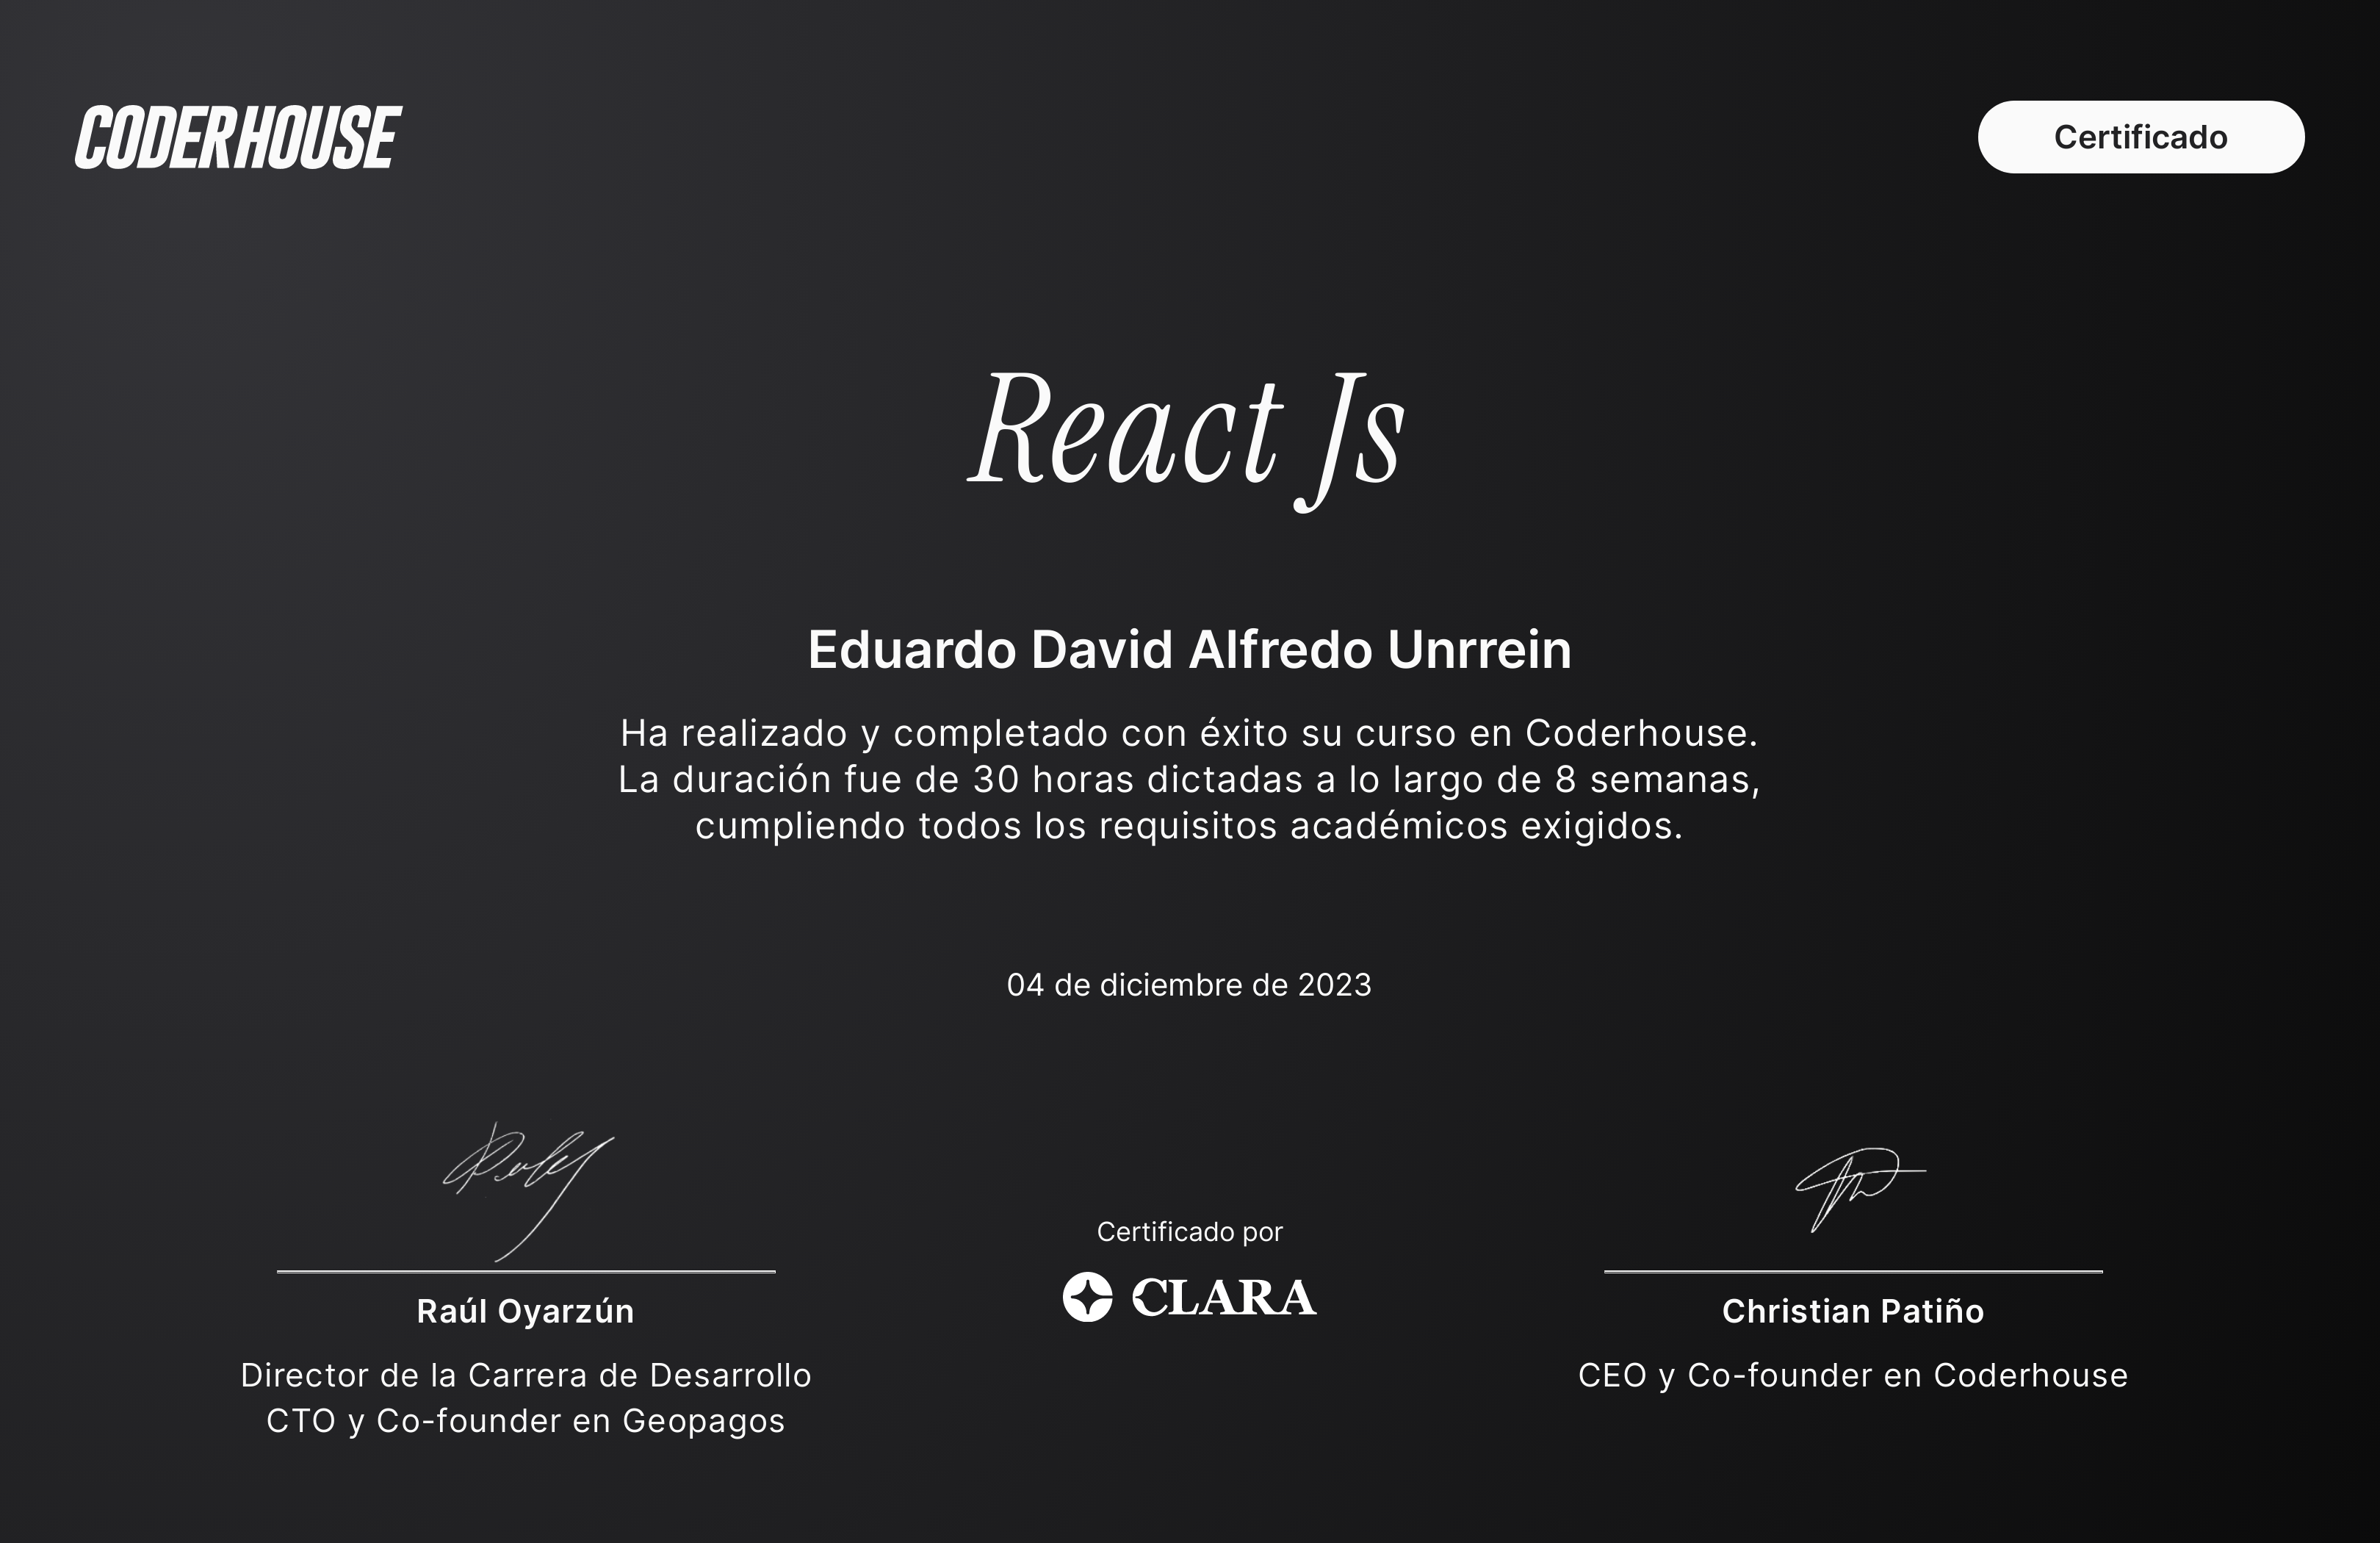 CODERHOUSE
Certificado
React Js
Eduardo David Alfredo Unrrein
Ha realizado y completado con éxito su curso en Coderhouse.
La duración fue de 30 horas dictadas a lo largo de 8 semanas,
cumpliendo todos los requisitos académicos exigidos.
04 de diciembre de 2023
Raúl Oyarzún
Director de la Carrera de Desarrollo
CTO y Co-founder en Geopagos
Certificado por
CLARA
Christian Patiño
CEO y Co-founder en Coderhouse